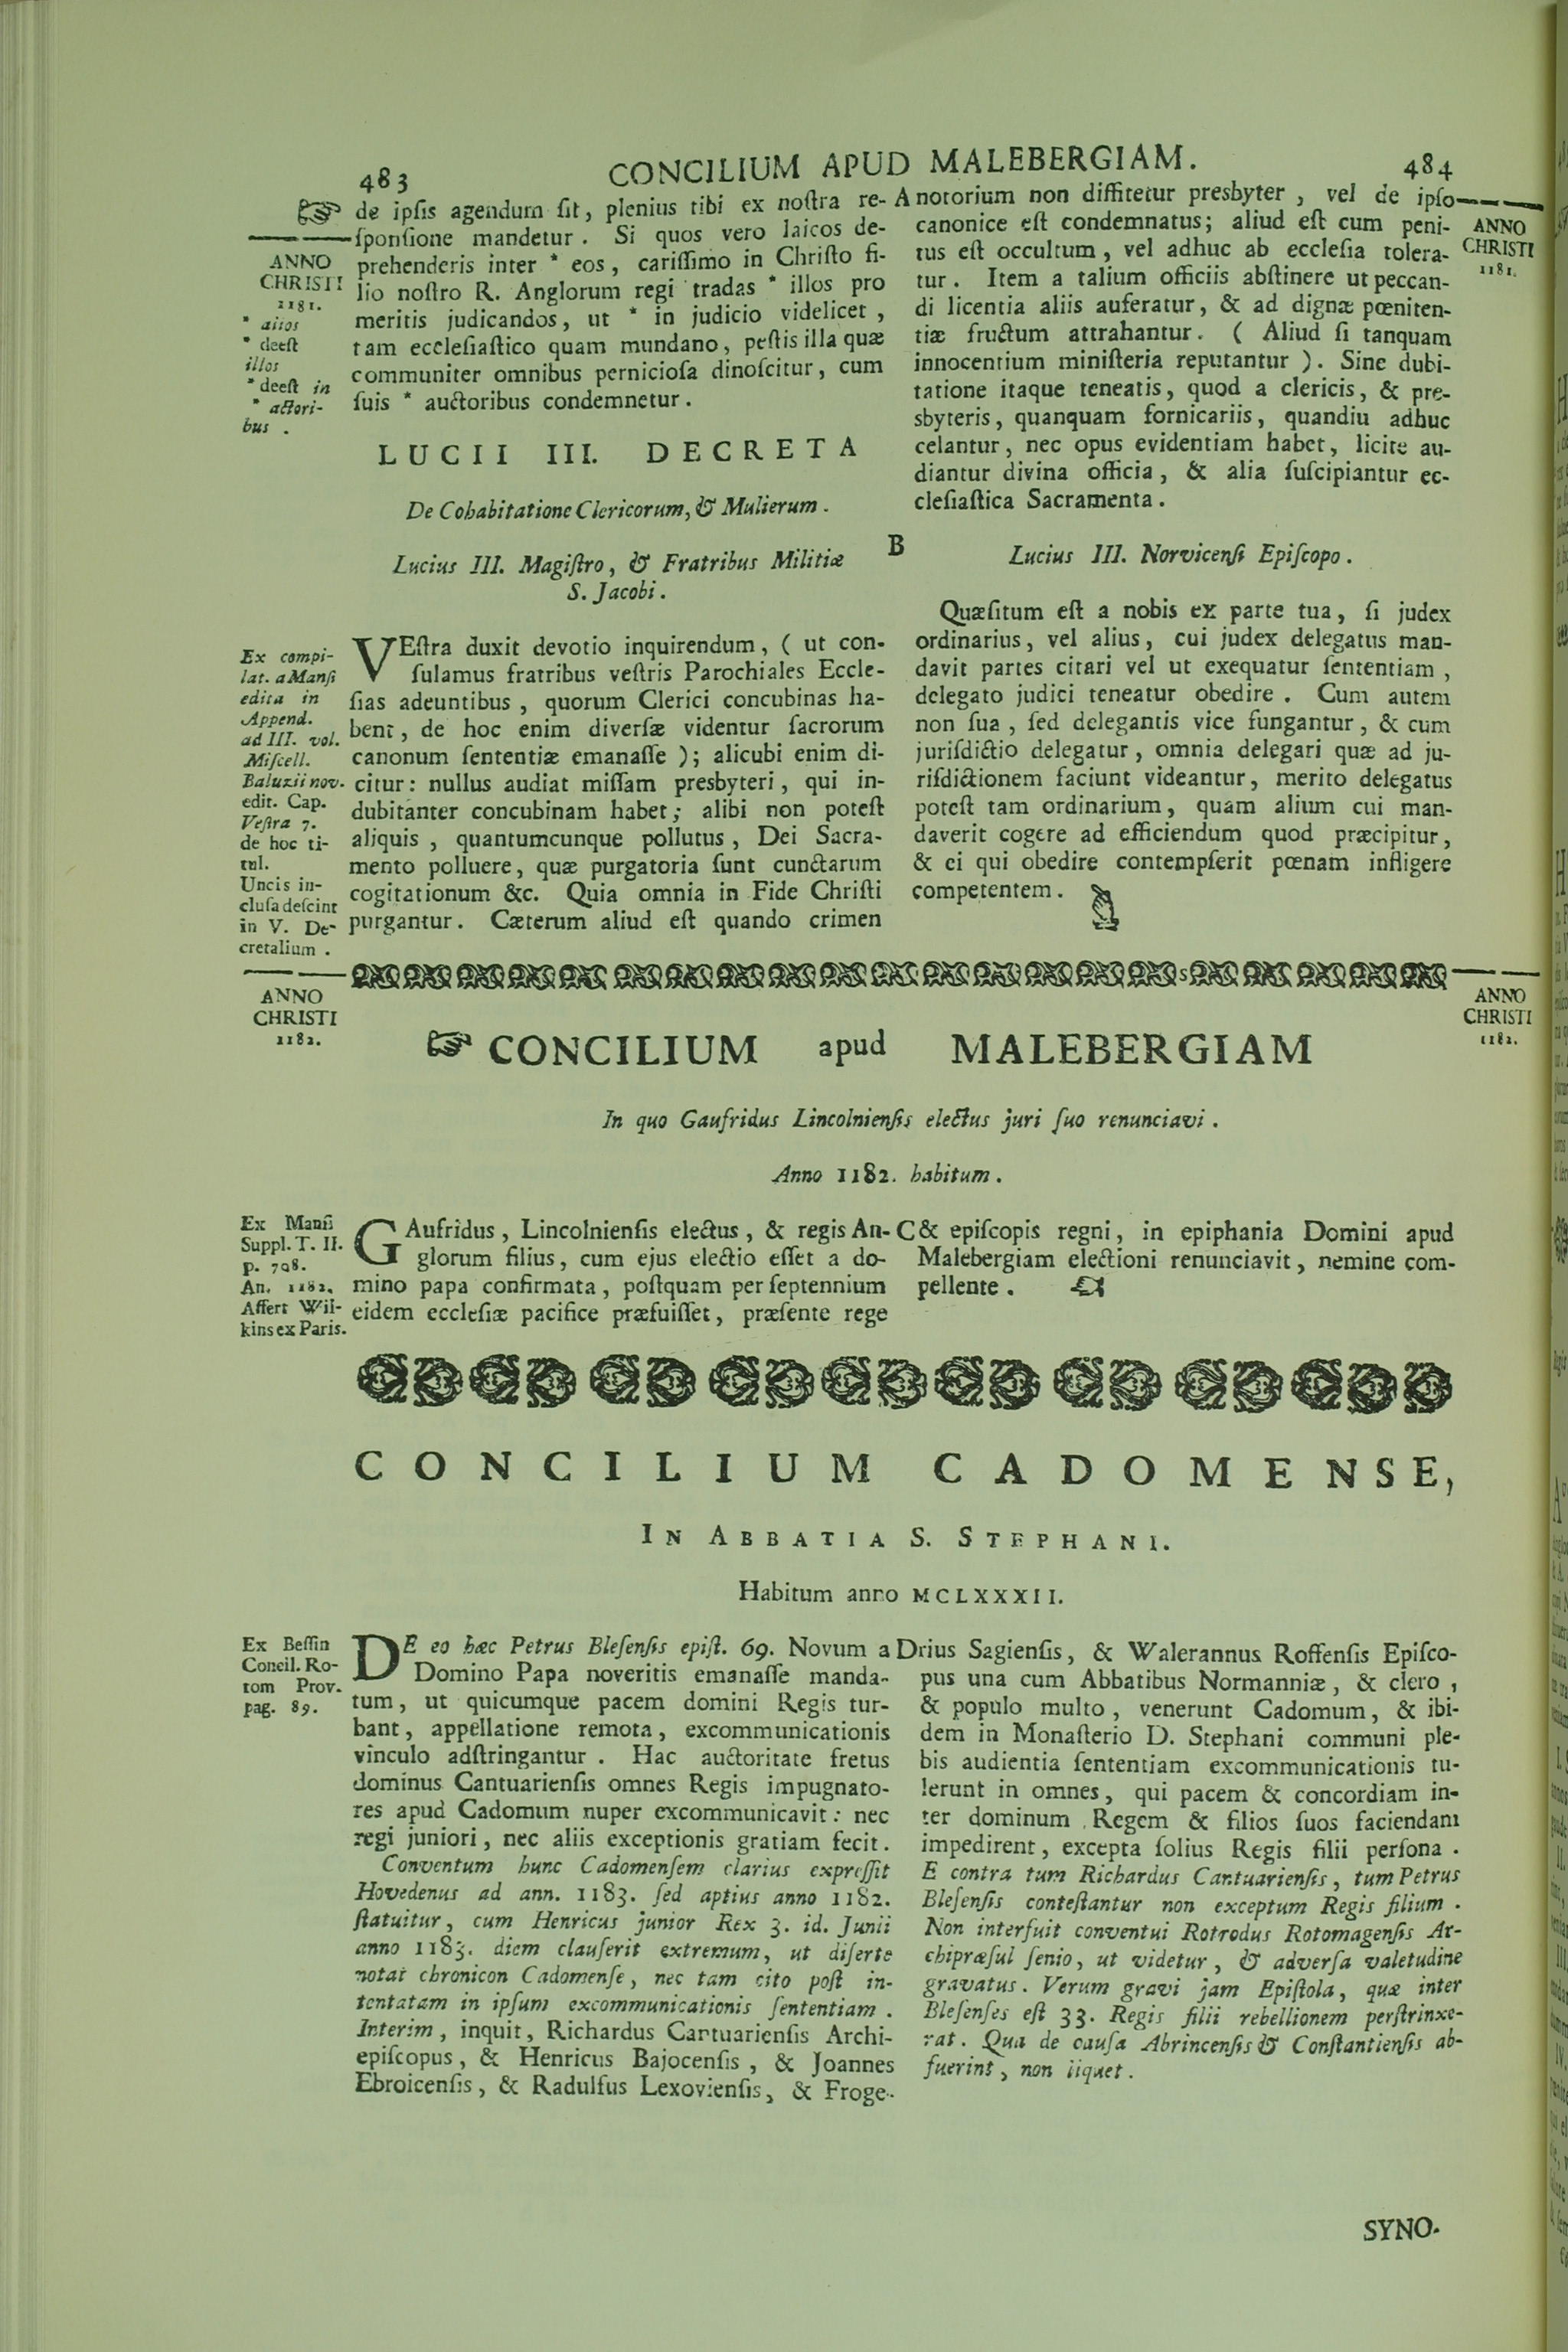 483
CONCILIUM APUD MALEBERGIAM.
484
de ipſis agendum ſit, plenius tibi ex noſtra re-
ſponſione mandetur. Si quos vero laicos de-
prehenderis inter * eos, cariſſimo in Chriſto fi-
lio noſtro R. Anglorum regi tradas * illos pro
meritis judicandos, ut * in judicio videlicet,
tam eccleſiaſtico quam mundano, peſtis illa quæ
communiter omnibus pernicioſa dinoſcitur, cum
ſuis * auctoribus condemnetur.
ANNO
CHRISTI
1181.
* alios
* deeſt
illos
* deeſt in
* actori-
bus.
LUCII III. DECRETA
De Cohabitatione Clericorum, & Mulierum.
Lucius III. Magiſtro, & Fratribus Militiæ
S. Jacobi.
Ex compi-
lat. a Manſi
edita in
Append.
ad III. vol.
Miſcell.
Baluzii nov.
edit. Cap.
Veſtra 7.
de hoc ti-
tul.
Uncis in-
cluſa deſcint
in V. De-
cretalium.
VEſtra duxit devotio inquirendum, ( ut con-
ſulamus fratribus veſtris Parochiales Eccle-
ſias adeuntibus, quorum Clerici concubinas ha-
bent, de hoc enim diverſæ videntur ſacrorum
canonum ſententiæ emanaſſe ); alicubi enim di-
citur: nullus audiat miſſam presbyteri, qui in-
dubitanter concubinam habet; alibi non poteſt
aliquis, quantumcunque pollutus, Dei Sacra-
mento polluere, quæ purgatoria ſunt cunctarum
cogitationum &c. Quia omnia in Fide Chriſti
purgantur. Cæterum aliud eſt quando crimen
A
notorium non diffitetur presbyter, vel de ipſo
canonice eſt condemnatus; aliud eſt cum peni-
tus eſt occultum, vel adhuc ab eccleſia tolera-
tur. Item a talium officiis abſtinere ut peccan-
di licentia aliis auferatur, & ad dignæ pœniten-
tiæ fructum attrahantur. ( Aliud ſi tanquam
innocentium miniſteria reputantur ). Sine dubi-
tatione itaque teneatis, quod a clericis, & pre-
sbyteris, quanquam fornicariis, quandiu adhuc
celantur, nec opus evidentiam habet, licite au-
diantur divina officia, & alia ſuſcipiantur ec-
cleſiaſtica Sacramenta.
ANNO
CHRISTI
1181.
B
Lucius III. Norvicenſi Epiſcopo.
Quæſitum eſt a nobis ex parte tua, ſi judex
ordinarius, vel alius, cui judex delegatus man-
davit partes citari vel ut exequatur ſententiam,
delegato judici teneatur obedire. Cum autem
non ſua, ſed delegantis vice fungantur, & cum
jurisdictio delegatur, omnia delegari quæ ad ju-
riſdictionem faciunt videantur, merito delegatus
poteſt tam ordinarium, quam alium cui man-
daverit cogere ad efficiendum quod præcipitur,
& ei qui obedire contempſerit pœnam infligere
competentem.
ANNO
CHRISTI
1182.
ANNO
CHRISTI
1182.
CONCILIUM apud MALEBERGIAM
In quo Gaufridus Lincolnienſis electus juri ſuo renunciavi.
Anno 1182. habitum.
Ex Manſi
Suppl. T. II.
p. 708.
An. 1182.
Affert Wil-
kins ex Paris.
GAufridus, Lincolnienſis electus, & regis An-
glorum filius, cum ejus electio eſſet a do-
mino papa confirmata, poſtquam per ſeptennium
eidem eccleſiæ pacifice præfuiſſet, præſente rege
C
& epiſcopis regni, in epiphania Domini apud
Malebergiam electioni renunciavit, nemine com-
pellente.
CONCILIUM CADOMENSE,
IN ABBATIA S. STEPHANI.
Habitum anno MCLXXXII.
Ex Beſſin
Concil. Ro-
tom Prov.
pag. 89.
DE eo hæc Petrus Bleſenſis epiſt. 69. Novum a
Domino Papa noveritis emanaſſe manda-
tum, ut quicumque pacem domini Regis tur-
bant, appellatione remota, excommunicationis
vinculo adſtringantur. Hac auctoritate fretus
dominus Cantuarienſis omnes Regis impugnato-
res apud Cadomum nuper excommunicavit: nec
regi juniori, nec aliis exceptionis gratiam fecit.
Conventum hunc Cadomenſem clarius expreſſit
Hovedenus ad ann. 1183. ſed aptius anno 1182.
ſtatuitur, cum Henricus junior Rex 3. id. Junii
anno 1183. diem clauſerit extremum, ut diſerte
notat chronicon Cadomenſe, nec tam cito poſt in-
tentatam in ipſum excommunicationis ſententiam.
Interim, inquit, Richardus Cantuarienſis Archi-
epiſcopus, & Henricus Bajocenſis, & Joannes
Ebroicenſis, & Radulfus Lexovienſis, & Froge-
D
rius Sagienſis, & Walerannus Roffenſis Epiſco-
pus una cum Abbatibus Normanniæ, & clero,
& populo multo, venerunt Cadomum, & ibi-
dem in Monaſterio D. Stephani communi ple-
bis audientia ſententiam excommunicationis tu-
lerunt in omnes, qui pacem & concordiam in-
ter dominum Regem & filios ſuos faciendam
impedirent, excepta ſolius Regis filii perſona.
E contra tum Richardus Cantuarienſis, tum Petrus
Bleſenſis conteſtantur non exceptum Regis filium.
Non interfuit conventui Rotrodus Rotomagenſis Ar-
chipræſul ſenio, ut videtur, & adverſa valetudine
gravatus. Verum gravi jam Epiſtola, quæ inter
Bleſenſes eſt 33. Regis filii rebellionem perſtrinxe-
rat. Qua de cauſa Abrincenſis & Conſtantienſis ab-
fuerint, non liquet.
SYNO-